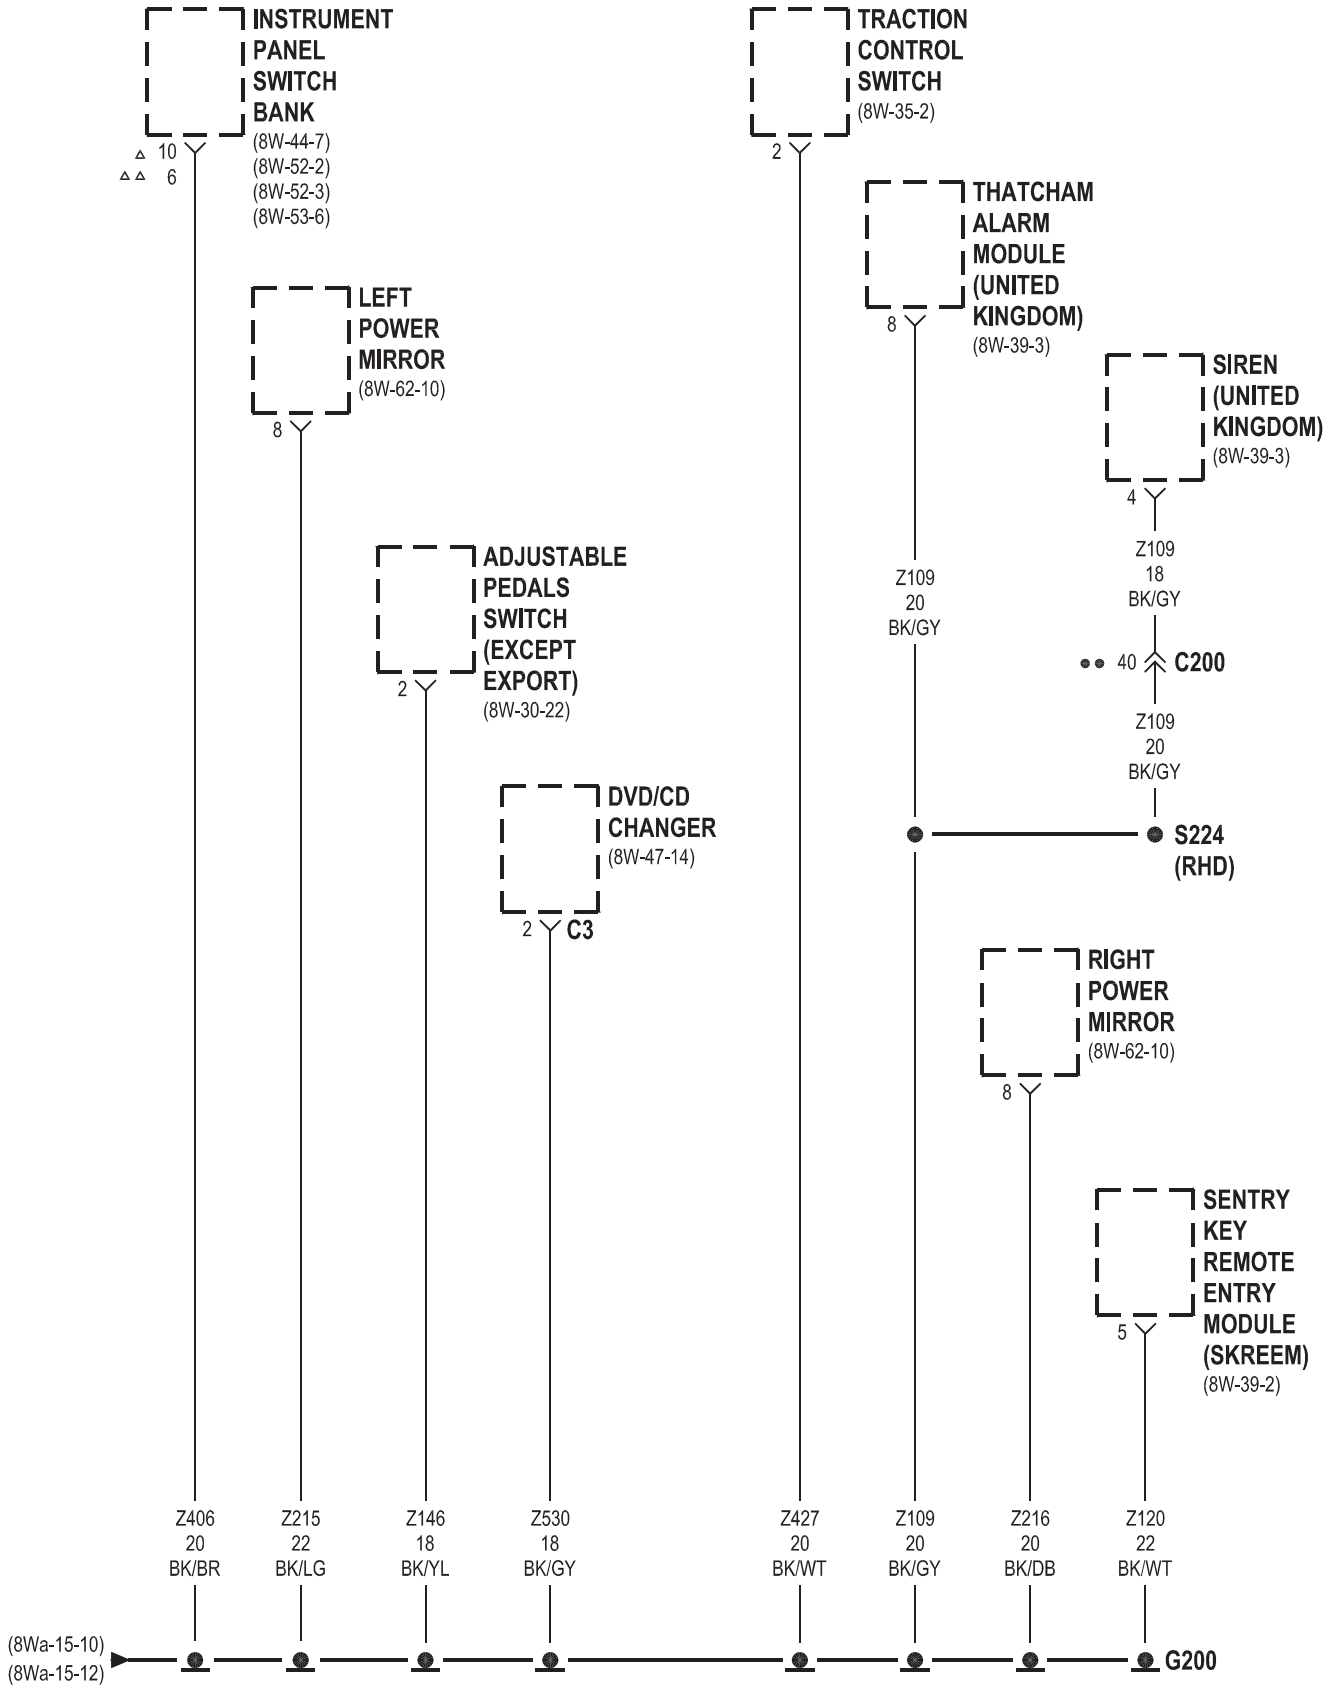 INSTRUMENT
PANEL
SWITCH
BANK
(8W-44-7)
(8W-52-2)
(8W-52-3)
(8W-53-6)
△ 10
△ △ 6
TRACTION
CONTROL
SWITCH
(8W-35-2)
2
THATCHAM
ALARM
MODULE
(UNITED
KINGDOM)
(8W-39-3)
8
LEFT
POWER
MIRROR
(8W-62-10)
8
SIREN
(UNITED
KINGDOM)
(8W-39-3)
4
Z109
18
BK/GY
ADJUSTABLE
PEDALS
SWITCH
(EXCEPT
EXPORT)
(8W-30-22)
2
Z109
20
BK/GY
●● 40 C200
Z109
20
BK/GY
DVD/CD
CHANGER
(8W-47-14)
2 C3
S224
(RHD)
RIGHT
POWER
MIRROR
(8W-62-10)
8
SENTRY
KEY
REMOTE
ENTRY
MODULE
(SKREEM)
(8W-39-2)
5
Z406
20
BK/BR
Z215
22
BK/LG
Z146
18
BK/YL
Z530
18
BK/GY
Z427
20
BK/WT
Z109
20
BK/GY
Z216
20
BK/DB
Z120
22
BK/WT
(8Wa-15-10)
(8Wa-15-12)
G200